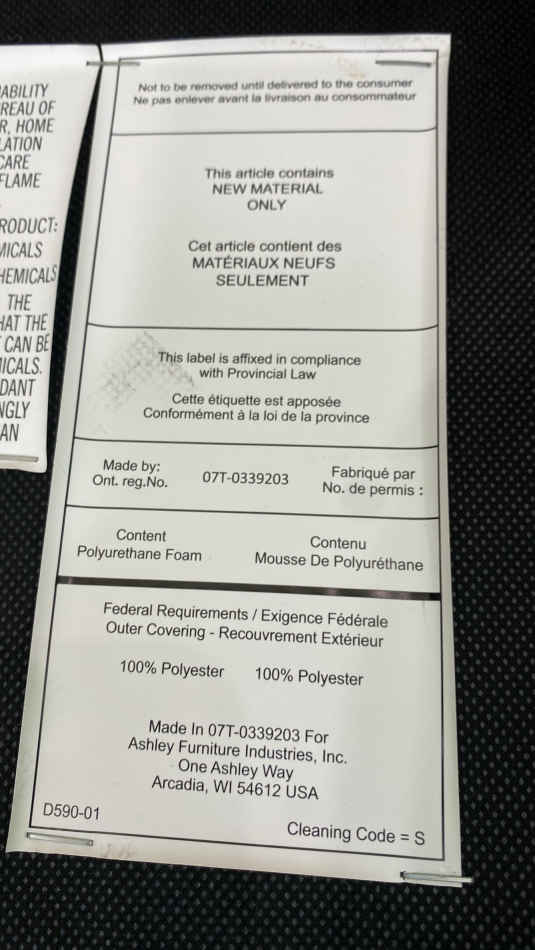 ABILITY
REAU OF
R, HOME
LATION
CARE
FLAME
RODUCT:
MICALS
HEMICALS
THE
HAT THE
CAN BE
ICALS.
DANT
NGLY
AN
Not to be removed until delivered to the consumer
Ne pas enlever avant la livraison au consommateur
This article contains
NEW MATERIAL
ONLY
Cet article contient des
MATÉRIAUX NEUFS
SEULEMENT
This label is affixed in compliance
with Provincial Law
Cette étiquette est apposée
Conformément à la loi de la province
Made by:
Ont. reg.No.
07T-0339203
Fabriqué par
No. de permis :
Content
Polyurethane Foam
Contenu
Mousse De Polyuréthane
Federal Requirements / Exigence Fédérale
Outer Covering - Recouvrement Extérieur
100% Polyester 100% Polyester
Made In 07T-0339203 For
Ashley Furniture Industries, Inc.
One Ashley Way
Arcadia, WI 54612 USA
D590-01
Cleaning Code = S